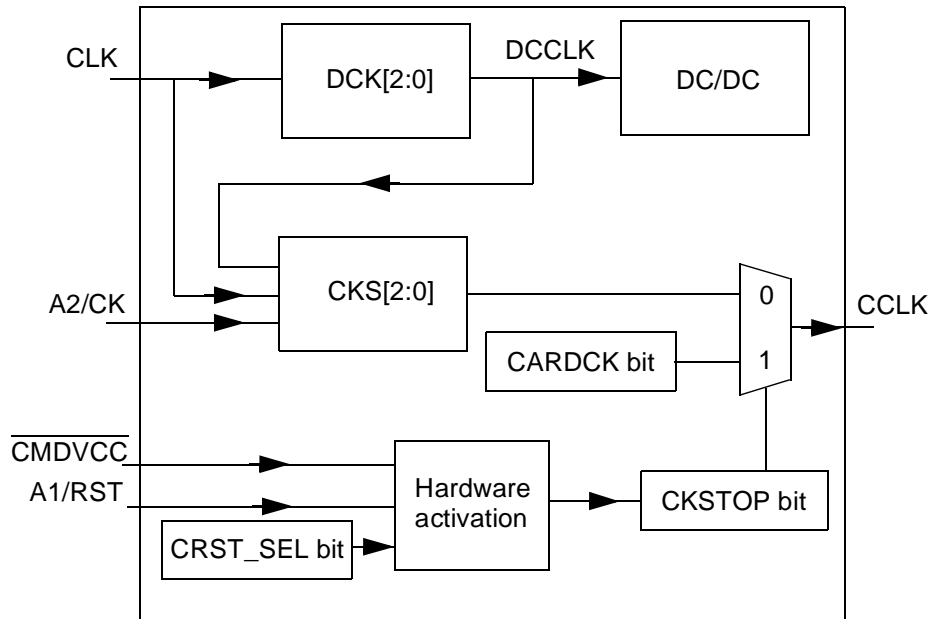 CLK
DCK[2:0]
DCCLK
DC/DC
A2/CK
CKS[2:0]
0
CCLK
CARDCK bit
1
CMDVCC
A1/RST
Hardware
activation
CKSTOP bit
CRST_SEL bit